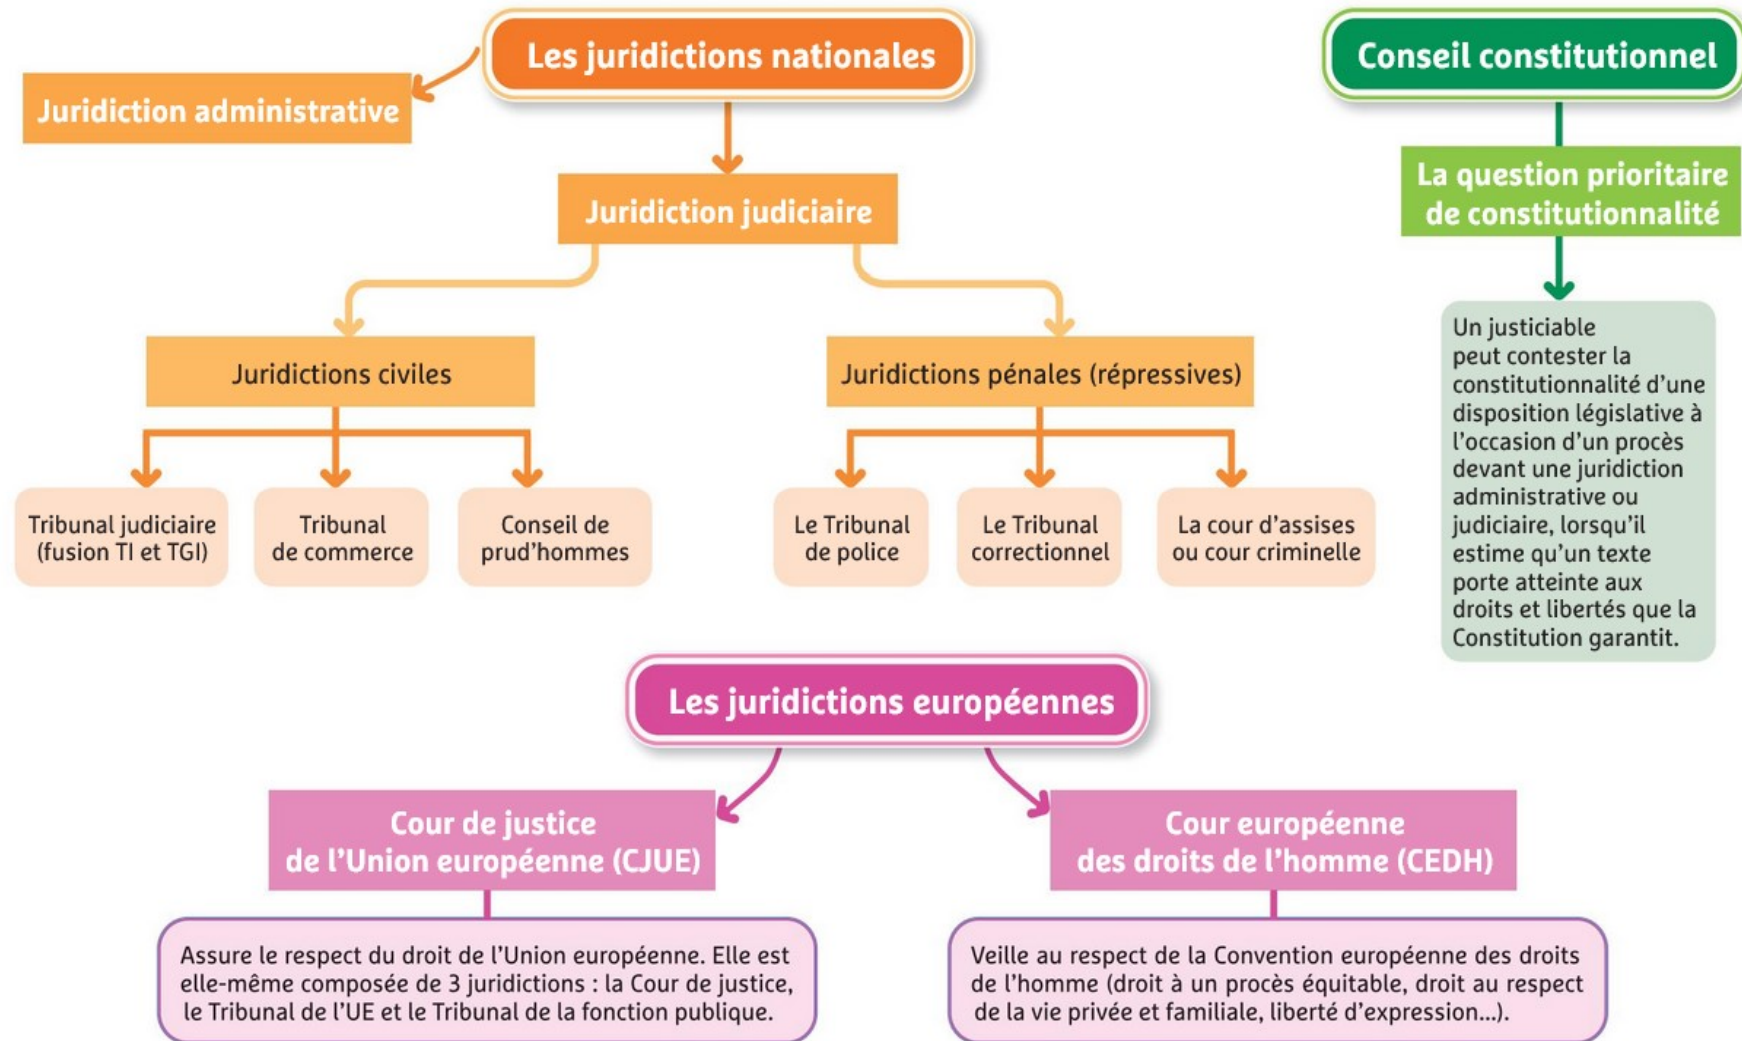 Les juridictions nationales
Juridiction administrative
Juridiction judiciaire
Juridictions civiles
Tribunal judiciaire
(fusion TI et TGI)
Tribunal
de commerce
Conseil de
prud'hommes
Juridictions pénales (répressives)
Le Tribunal
de police
Le Tribunal
correctionnel
La cour d'assises
ou cour criminelle
Conseil constitutionnel
La question prioritaire
de constitutionnalité
Un justiciable
peut contester la
constitutionnalité d'une
disposition législative à
l'occasion d'un procès
devant une juridiction
administrative ou
judiciaire, lorsqu'il
estime qu'un texte
porte atteinte aux
droits et libertés que la
Constitution garantit.
Les juridictions européennes
Cour de justice
de l'Union européenne (CJUE)
Assure le respect du droit de l'Union européenne. Elle est
elle-même composée de 3 juridictions : la Cour de justice,
le Tribunal de l'UE et le Tribunal de la fonction publique.
Cour européenne
des droits de l'homme (CEDH)
Veille au respect de la Convention européenne des droits
de l'homme (droit à un procès équitable, droit au respect
de la vie privée et familiale, liberté d'expression...).